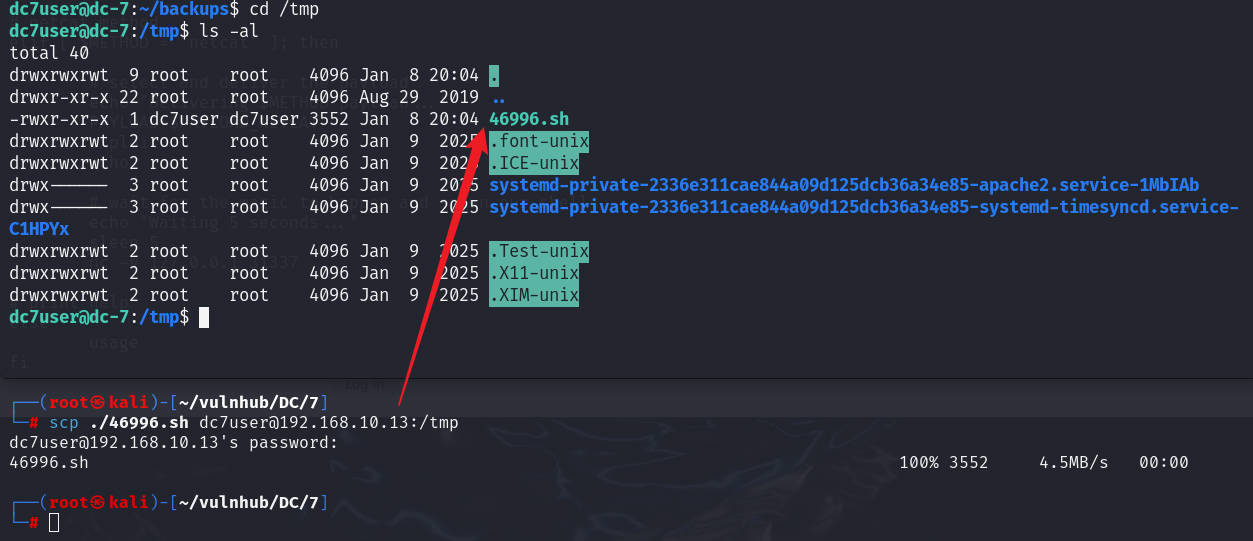 dc7user@dc-7:~/backups$ cd /tmp
dc7user@dc-7:/tmp$ ls -al
total 40
drwxrwxrwt 9 root root 4096 Jan 8 20:04 .
drwxr-xr-x 22 root root 4096 Aug 29 2019 ..
-rwxr-xr-x 1 dc7user dc7user 3552 Jan 8 20:04 46996.sh
drwxrwxrwt 2 root root 4096 Jan 9 2025 .font-unix
drwxrwxrwt 2 root root 4096 Jan 9 2025 .ICE-unix
drwx------ 3 root root 4096 Jan 9 2025 systemd-private-2336e311cae844a09d125dcb36a34e85-apache2.service-1MbIAb
drwx------ 3 root root 4096 Jan 9 2025 systemd-private-2336e311cae844a09d125dcb36a34e85-systemd-timesyncd.service-
C1HPYx
drwxrwxrwt 2 root root 4096 Jan 9 2025 .Test-unix
drwxrwxrwt 2 root root 4096 Jan 9 2025 .X11-unix
drwxrwxrwt 2 root root 4096 Jan 9 2025 .XIM-unix
dc7user@dc-7:/tmp$
usage
fi
Log in
┌──(root㉿kali)-[~/vulnhub/DC/7]
└─# scp ./46996.sh dc7user@192.168.10.13:/tmp
dc7user@192.168.10.13's password:
46996.sh 100% 3552 4.5MB/s 00:00
┌──(root㉿kali)-[~/vulnhub/DC/7]
└─#